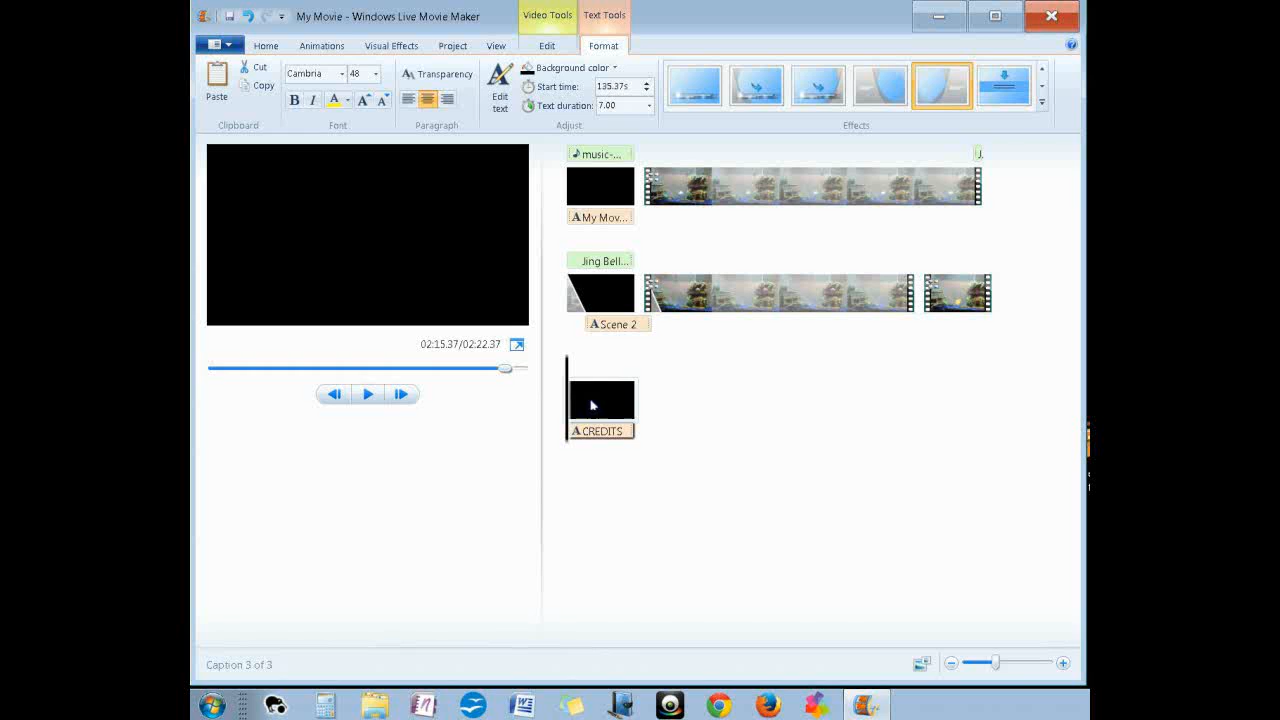 My Movie - Windows Live Movie Maker
Video Tools
Text Tools
Home
Animations
Visual Effects
Project
View
Edit
Format
Paste
Cut
Copy
Clipboard
Cambria
48
B I A A A
Font
Transparency
Paragraph
Edit text
Background color
Start time: 135.37s
Text duration: 7.00
Adjust
Effects
music-...
J.
A My Mov...
Jing Bell...
A Scene 2
A CREDITS
02:15.37/02:22.37
Caption 3 of 3